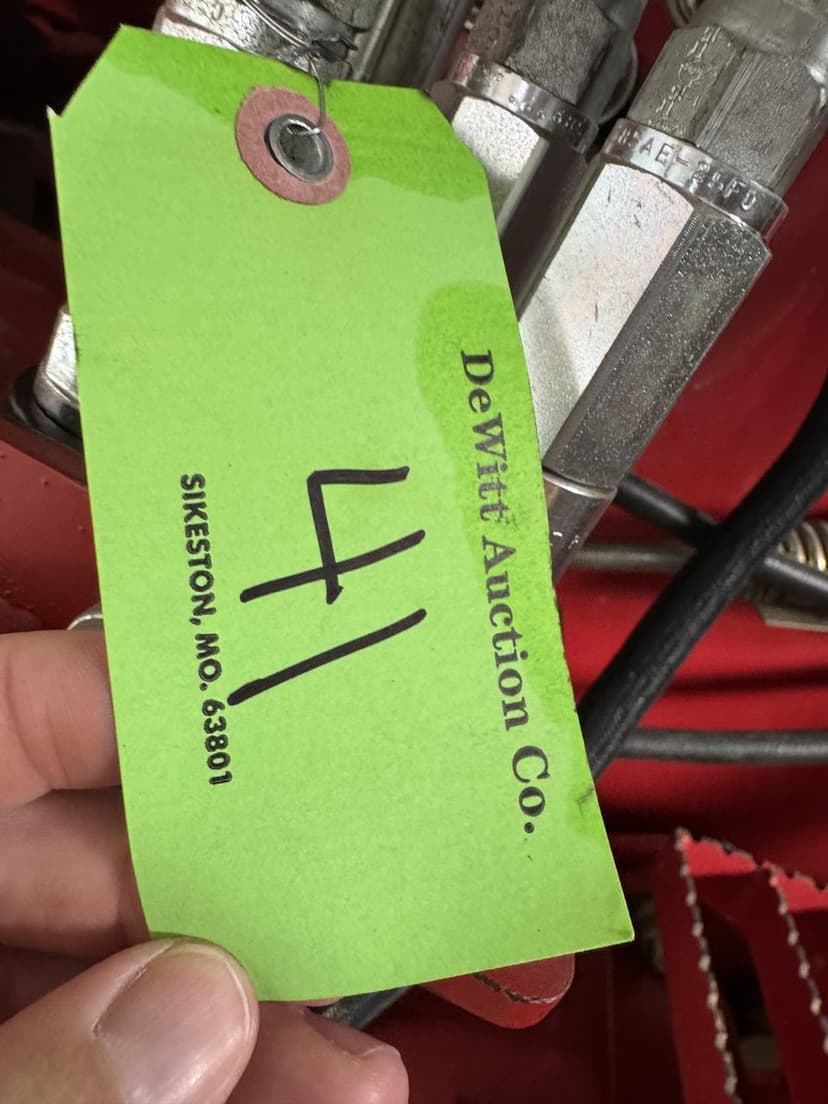 DeWitt Auction Co.
41
SIKESTON, MO. 63801